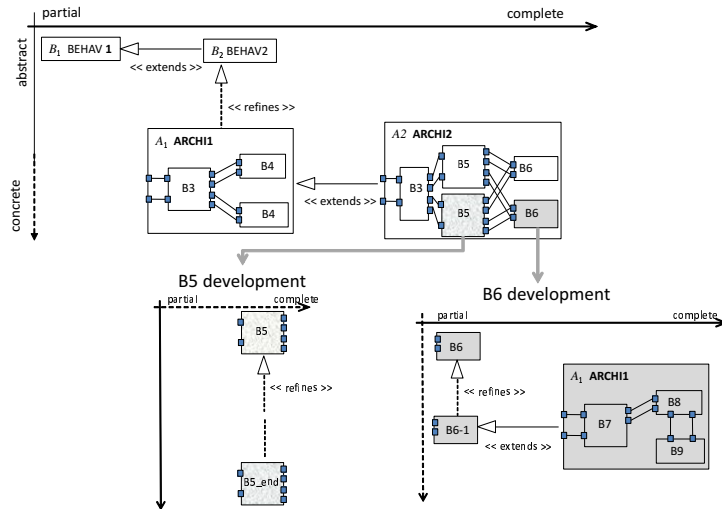 partial
complete
abstract
concrete
B1 BEHAV 1
B2 BEHAV2
<< extends >>
<< refines >>
A1 ARCHI1
B3
B4
B4
<< extends >>
A2 ARCHI2
B3
B5
B5
B6
B6
B5 development
partial
complete
B5
<< refines >>
B5_end
B6 development
partial
complete
B6
<< refines >>
B6-1
<< extends >>
A1 ARCHI1
B7
B8
B9